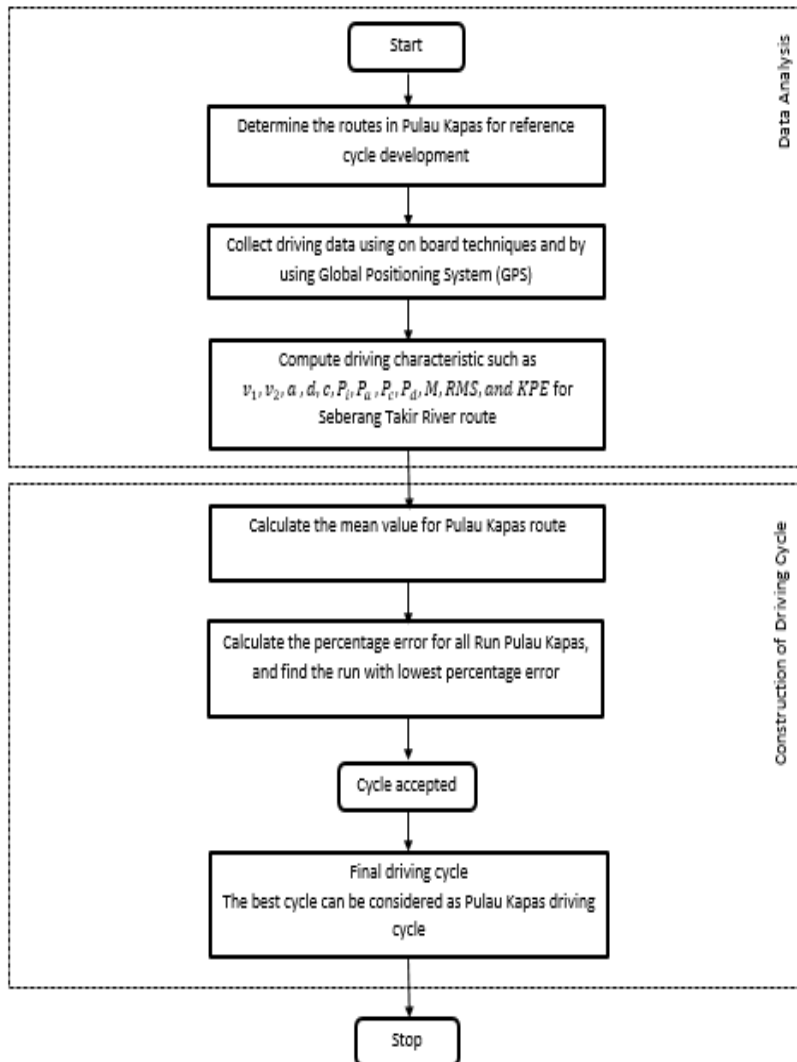 Start
Data Analysis
Determine the routes in Pulau Kapas for reference
cycle development
Collect driving data using on board techniques and by
using Global Positioning System (GPS)
Compute driving characteristic such as
v₁, v₂, a , d, c, Pᵢ, Pₐ , P꜀, P_d, M, RMS, and KPE for
Seberang Takir River route
Calculate the mean value for Pulau Kapas route
Construction of Driving Cycle
Calculate the percentage error for all Run Pulau Kapas,
and find the run with lowest percentage error
Cycle accepted
Final driving cycle
The best cycle can be considered as Pulau Kapas driving
cycle
Stop